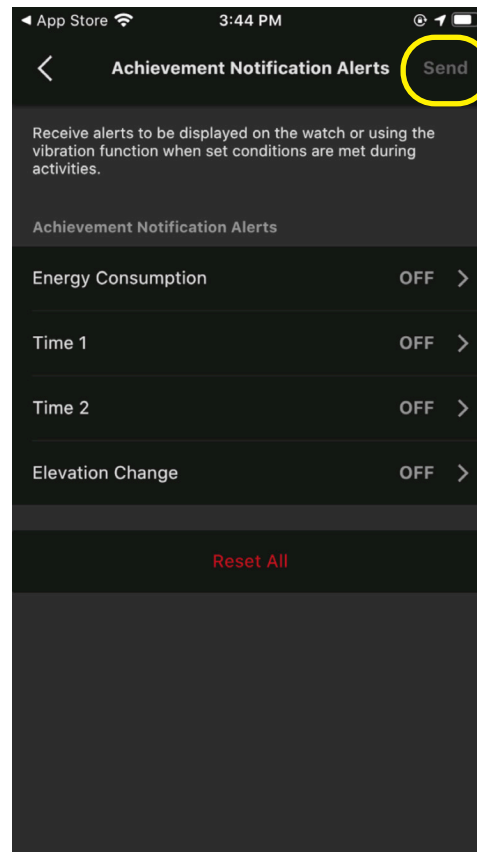 ◀ App Store 3:44 PM
Achievement Notification Alerts Send
Receive alerts to be displayed on the watch or using the
vibration function when set conditions are met during
activities.
Achievement Notification Alerts
Energy Consumption OFF
Time 1 OFF
Time 2 OFF
Elevation Change OFF
Reset All